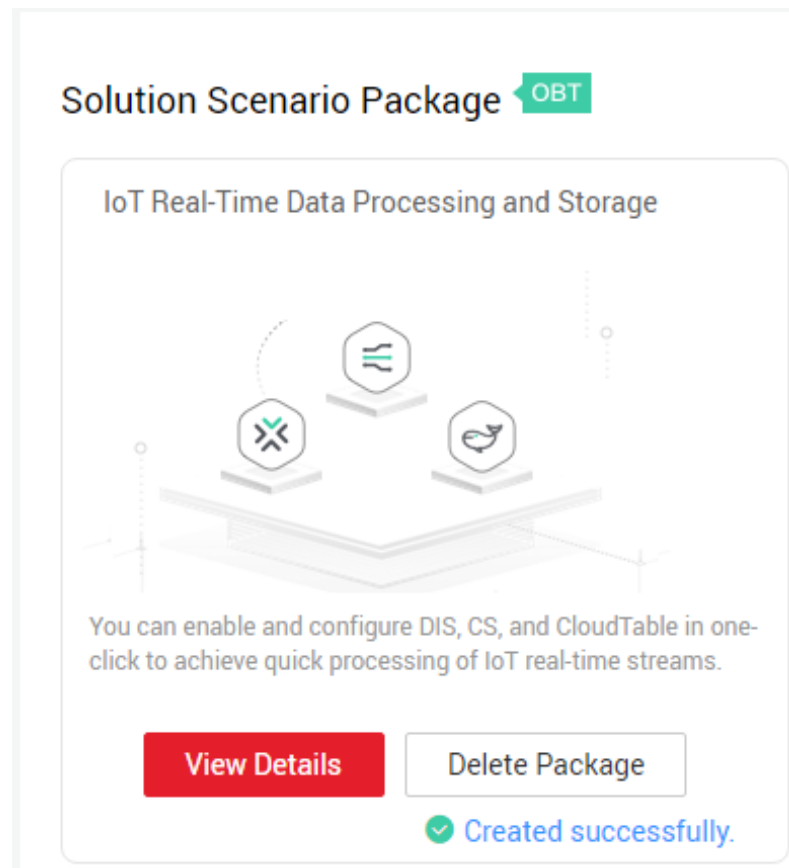 Solution Scenario Package OBT
IoT Real-Time Data Processing and Storage
You can enable and configure DIS, CS, and CloudTable in one-
click to achieve quick processing of IoT real-time streams.
View Details Delete Package
Created successfully.